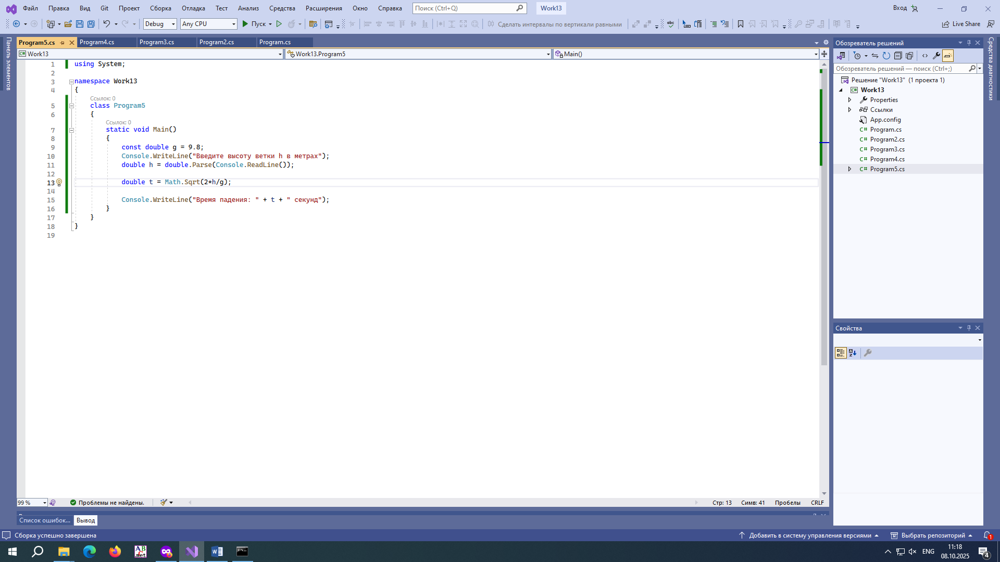 Файл Правка Вид Git Проект Сборка Отладка Тест Анализ Средства Расширения Окно Справка Поиск (Ctrl+Q) Work13 Вход
Debug Any CPU Пуск Сделать интервалы по вертикали равными Live Share
Панель элементов
Program5.cs Program4.cs Program3.cs Program2.cs Program.cs
Work13 Work13.Program5 Main()
1 using System;
2
3 namespace Work13
4 {
Ссылок: 0
5 class Program5
6 {
Ссылок: 0
7 static void Main()
8 {
9 const double g = 9.8;
10 Console.WriteLine("Введите высоту ветки h в метрах");
11 double h = double.Parse(Console.ReadLine());
12
13 double t = Math.Sqrt(2*h/g);
14
15 Console.WriteLine("Время падения: " + t + " секунд");
16 }
17 }
18 }
19
99 % Проблемы не найдены. Стр: 13 Симв: 41 Пробелы CRLF
Список ошибок... Вывод
Обозреватель решений
Обозреватель решений — поиск (Ctrl+;)
Решение "Work13" (1 проекта 1)
Work13
Properties
Ссылки
App.config
C# Program.cs
C# Program2.cs
C# Program3.cs
C# Program4.cs
C# Program5.cs
Свойства
Средства диагностики
Сборка успешно завершена Добавить в систему управления версиями Выбрать репозиторий 1
AB C .net ENG 11:18
08.10.2025 4